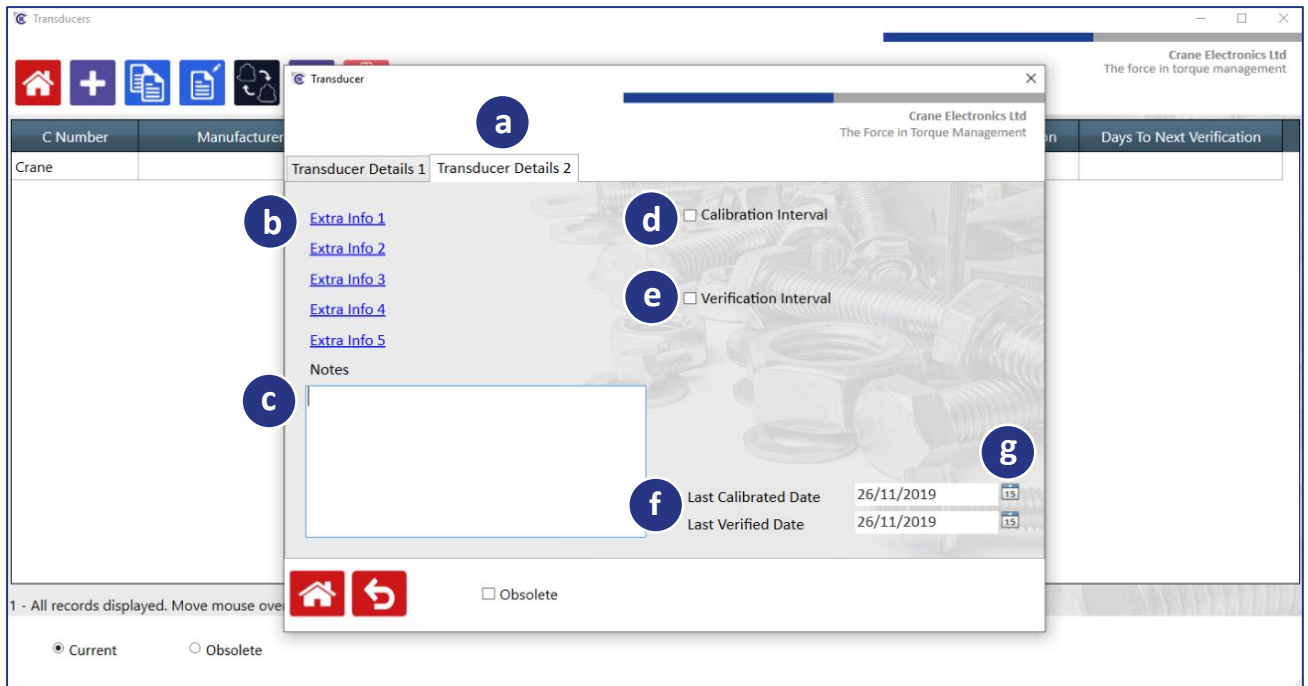 Transducers
Crane Electronics Ltd
The force in torque management
Transducer
Crane Electronics Ltd
The Force in Torque Management
a
C Number Manufacturer on Days To Next Verification
Crane
Transducer Details 1 Transducer Details 2
b Extra Info 1
d Calibration Interval
Extra Info 2
Extra Info 3
e Verification Interval
Extra Info 4
Extra Info 5
Notes
c
g
f
Last Calibrated Date 26/11/2019 15
Last Verified Date 26/11/2019 15
Obsolete
1 - All records displayed. Move mouse over
Current Obsolete